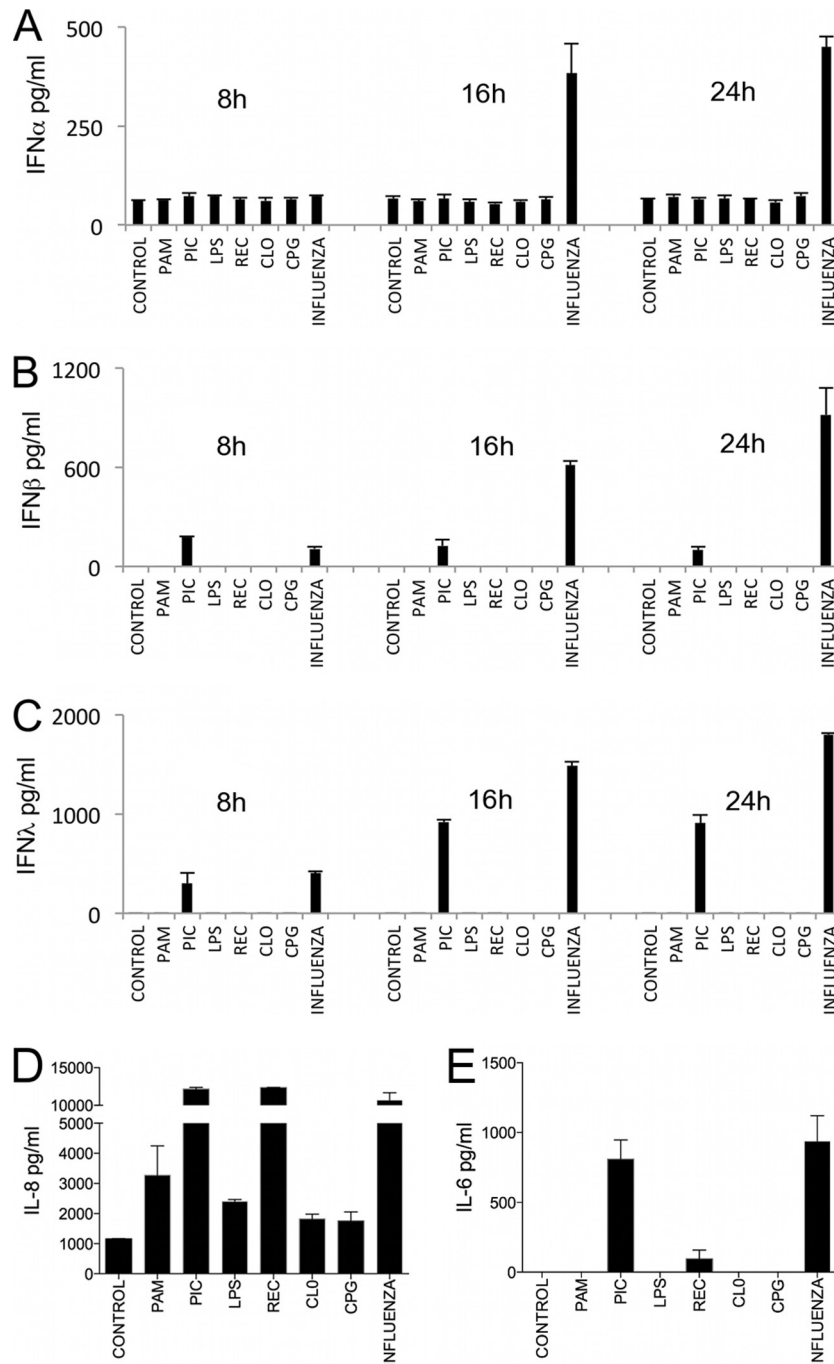 A
IFNα pg/ml
500
250
0
8h
16h
24h
CONTROL
PAM
PIC
LPS
REC
CLO
CPG
INFLUENZA
CONTROL
PAM
PIC
LPS
REC
CLO
CPG
INFLUENZA
CONTROL
PAM
PIC
LPS
REC
CLO
CPG
INFLUENZA
B
IFNβ pg/ml
1200
600
0
8h
16h
24h
CONTROL
PAM
PIC
LPS
REC
CLO
CPG
INFLUENZA
CONTROL
PAM
PIC
LPS
REC
CLO
CPG
INFLUENZA
CONTROL
PAM
PIC
LPS
REC
CLO
CPG
INFLUENZA
C
IFNλ pg/ml
2000
1000
0
8h
16h
24h
CONTROL
PAM
PIC
LPS
REC
CLO
CPG
INFLUENZA
CONTROL
PAM
PIC
LPS
REC
CLO
CPG
INFLUENZA
CONTROL
PAM
PIC
LPS
REC
CLO
CPG
INFLUENZA
D
IL-8 pg/ml
15000
10000
5000
4000
3000
2000
1000
0
CONTROL
PAM
PIC
LPS
REC
CL0
CPG
NFLUENZA
E
IL-6 pg/ml
1500
1000
500
0
CONTROL
PAM
PIC
LPS
REC
CL0
CPG
NFLUENZA